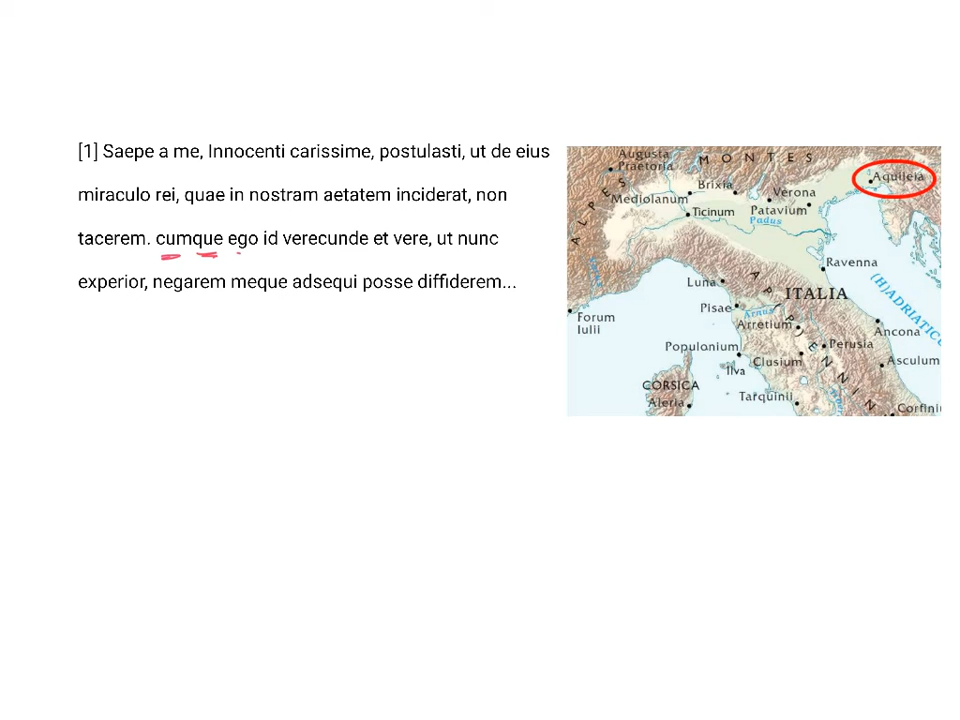 [1] Saepe a me, Innocenti carissime, postulasti, ut de eius
miraculo rei, quae in nostram aetatem inciderat, non
tacerem. cumque ego id verecunde et vere, ut nunc
experior, negarem meque adsequi posse diffiderem...
Augusta
Praetoria
MONTES
ALPES
Brixia
Mediolanum
Verona
Aquileia
Ticinum
Patavium
Padus
Ravenna
Luna
APPENNIN
ITALIA
(H)ADRIATIC
Pisae
Arnus
Forum
Iulii
Arretium
Ancona
Populonium
Perusia
Clusium
Asculum
Ilva
CORSICA
Aleria
Tarquinii
Corfini